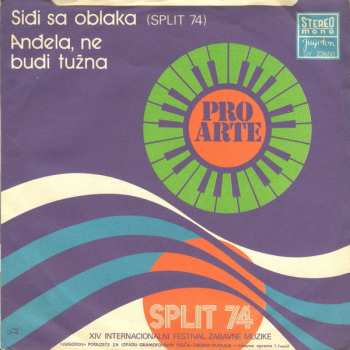 Siđi sa oblaka (SPLIT 74)
Anđela, ne
budi tužna
STEREO
mono
Jugoton
PRO
ARTE
SPLIT 74
XIV INTERNACIONALNI FESTIVAL ZABAVNE MUZIKE